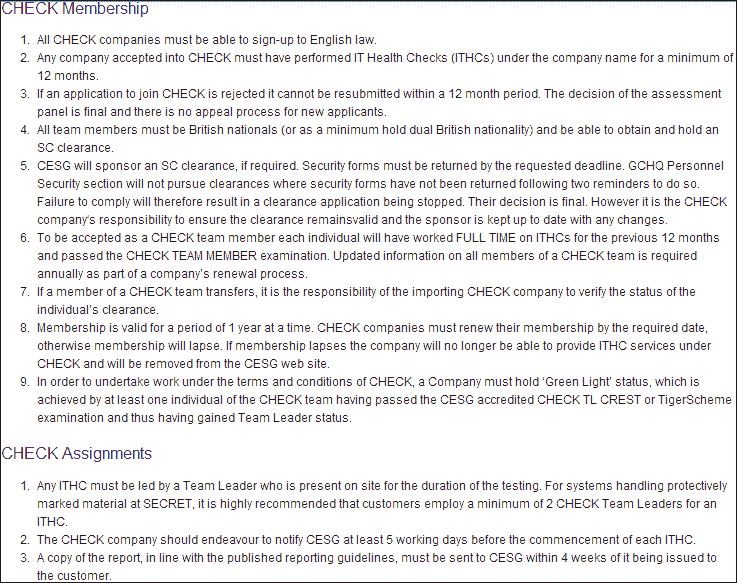 CHECK Membership
1. All CHECK companies must be able to sign-up to English law.
2. Any company accepted into CHECK must have performed IT Health Checks (ITHCs) under the company name for a minimum of
12 months.
3. If an application to join CHECK is rejected it cannot be resubmitted within a 12 month period. The decision of the assessment
panel is final and there is no appeal process for new applicants.
4. All team members must be British nationals (or as a minimum hold dual British nationality) and be able to obtain and hold an
SC clearance.
5. CESG will sponsor an SC clearance, if required. Security forms must be returned by the requested deadline. GCHQ Personnel
Security section will not pursue clearances where security forms have not been returned following two reminders to do so.
Failure to comply will therefore result in a clearance application being stopped. Their decision is final. However it is the CHECK
company's responsibility to ensure the clearance remainsvalid and the sponsor is kept up to date with any changes.
6. To be accepted as a CHECK team member each individual will have worked FULL TIME on ITHCs for the previous 12 months
and passed the CHECK TEAM MEMBER examination. Updated information on all members of a CHECK team is required
annually as part of a company's renewal process.
7. If a member of a CHECK team transfers, it is the responsibility of the importing CHECK company to verify the status of the
individual's clearance.
8. Membership is valid for a period of 1 year at a time. CHECK companies must renew their membership by the required date,
otherwise membership will lapse. If membership lapses the company will no longer be able to provide ITHC services under
CHECK and will be removed from the CESG web site.
9. In order to undertake work under the terms and conditions of CHECK, a Company must hold 'Green Light' status, which is
achieved by at least one individual of the CHECK team having passed the CESG accredited CHECK TL CREST or TigerScheme
examination and thus having gained Team Leader status.
CHECK Assignments
1. Any ITHC must be led by a Team Leader who is present on site for the duration of the testing. For systems handling protectively
marked material at SECRET, it is highly recommended that customers employ a minimum of 2 CHECK Team Leaders for an
ITHC.
2. The CHECK company should endeavour to notify CESG at least 5 working days before the commencement of each ITHC.
3. A copy of the report, in line with the published reporting guidelines, must be sent to CESG within 4 weeks of it being issued to
the customer.